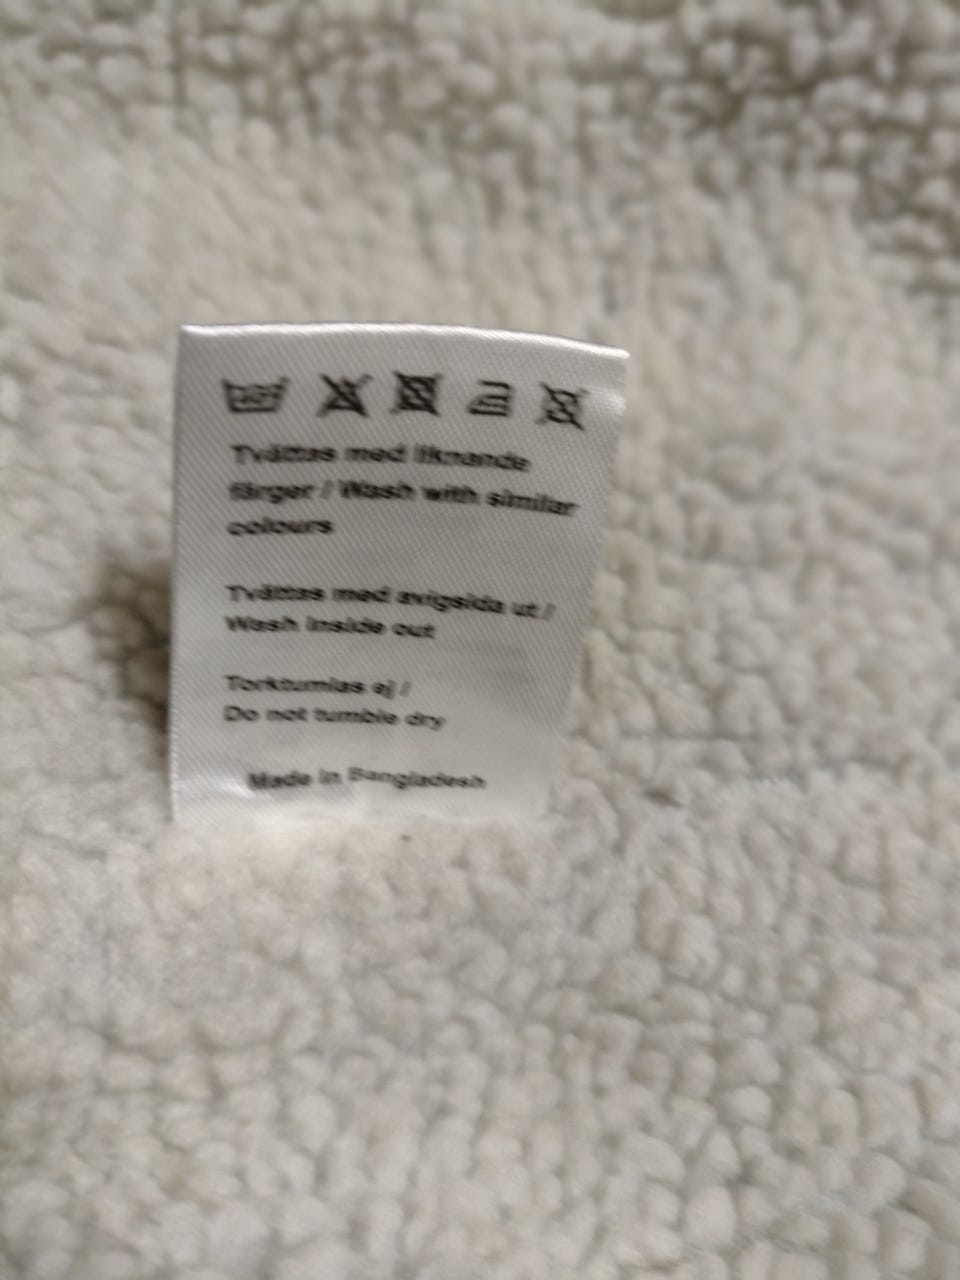 Tvättas med liknande
färger / Wash with similar
colours
Tvättas med avigsida ut /
Wash inside out
Torktumlas ej /
Do not tumble dry
Made in Bangladesh